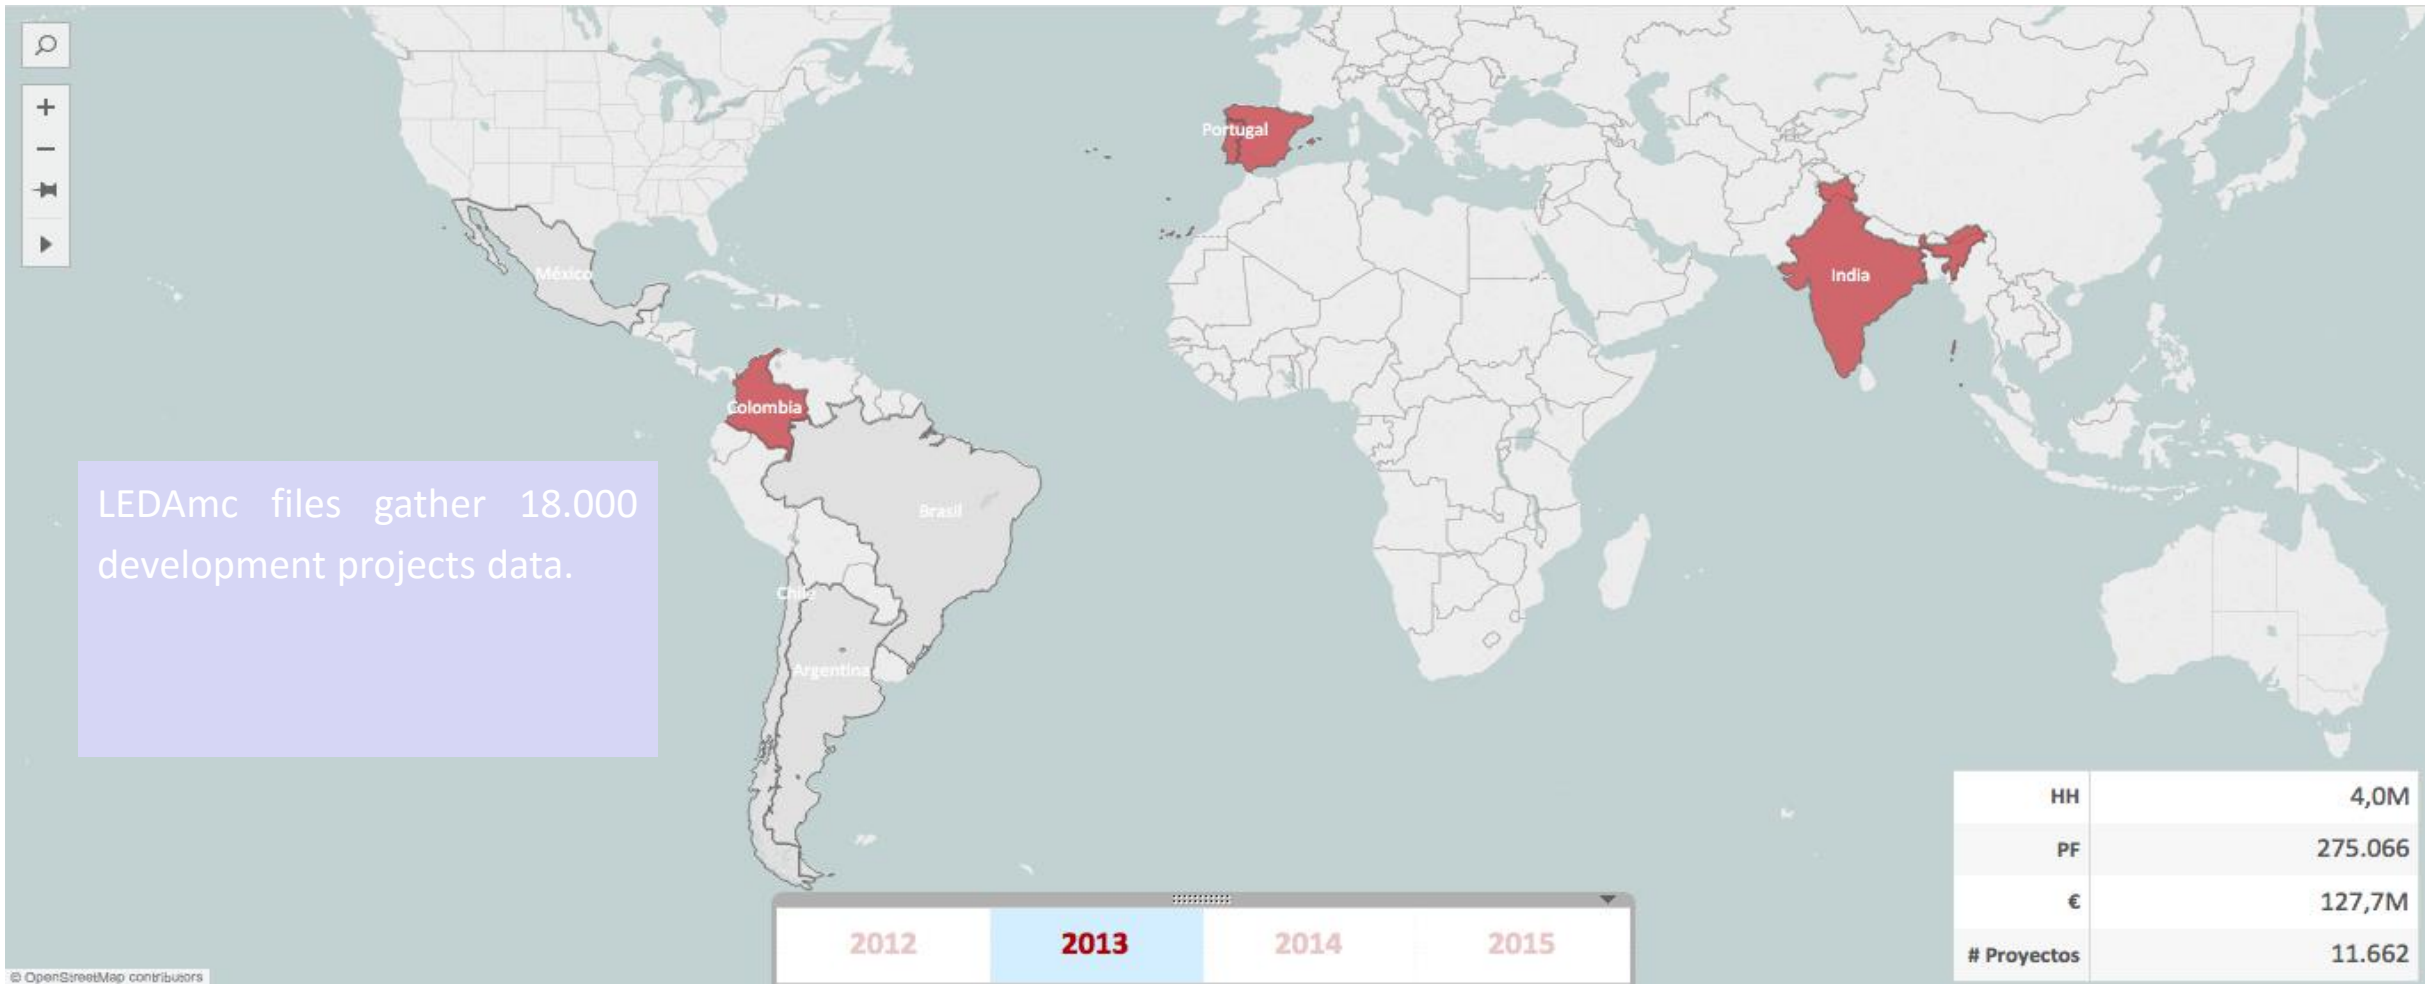 Portugal
México
India
Colombia
LEDAmc files gather 18.000
development projects data.
Brasil
Chile
Argentina
HH 4,0M
PF 275.066
€ 127,7M
# Proyectos 11.662
2012 2013 2014 2015
© OpenStreetMap contributors